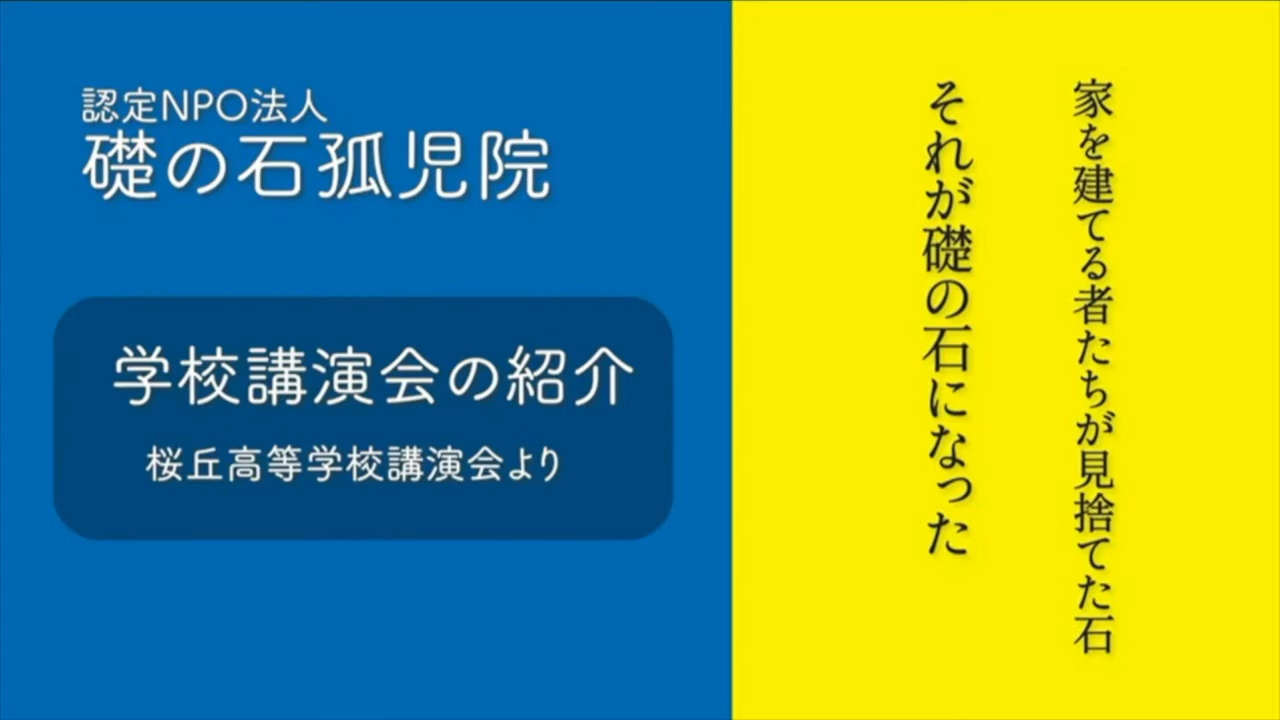 認定NPO法人
礎の石孤児院
学校講演会の紹介
桜丘高等学校講演会より
家を建てる者たちが見捨てた石
それが礎の石になった